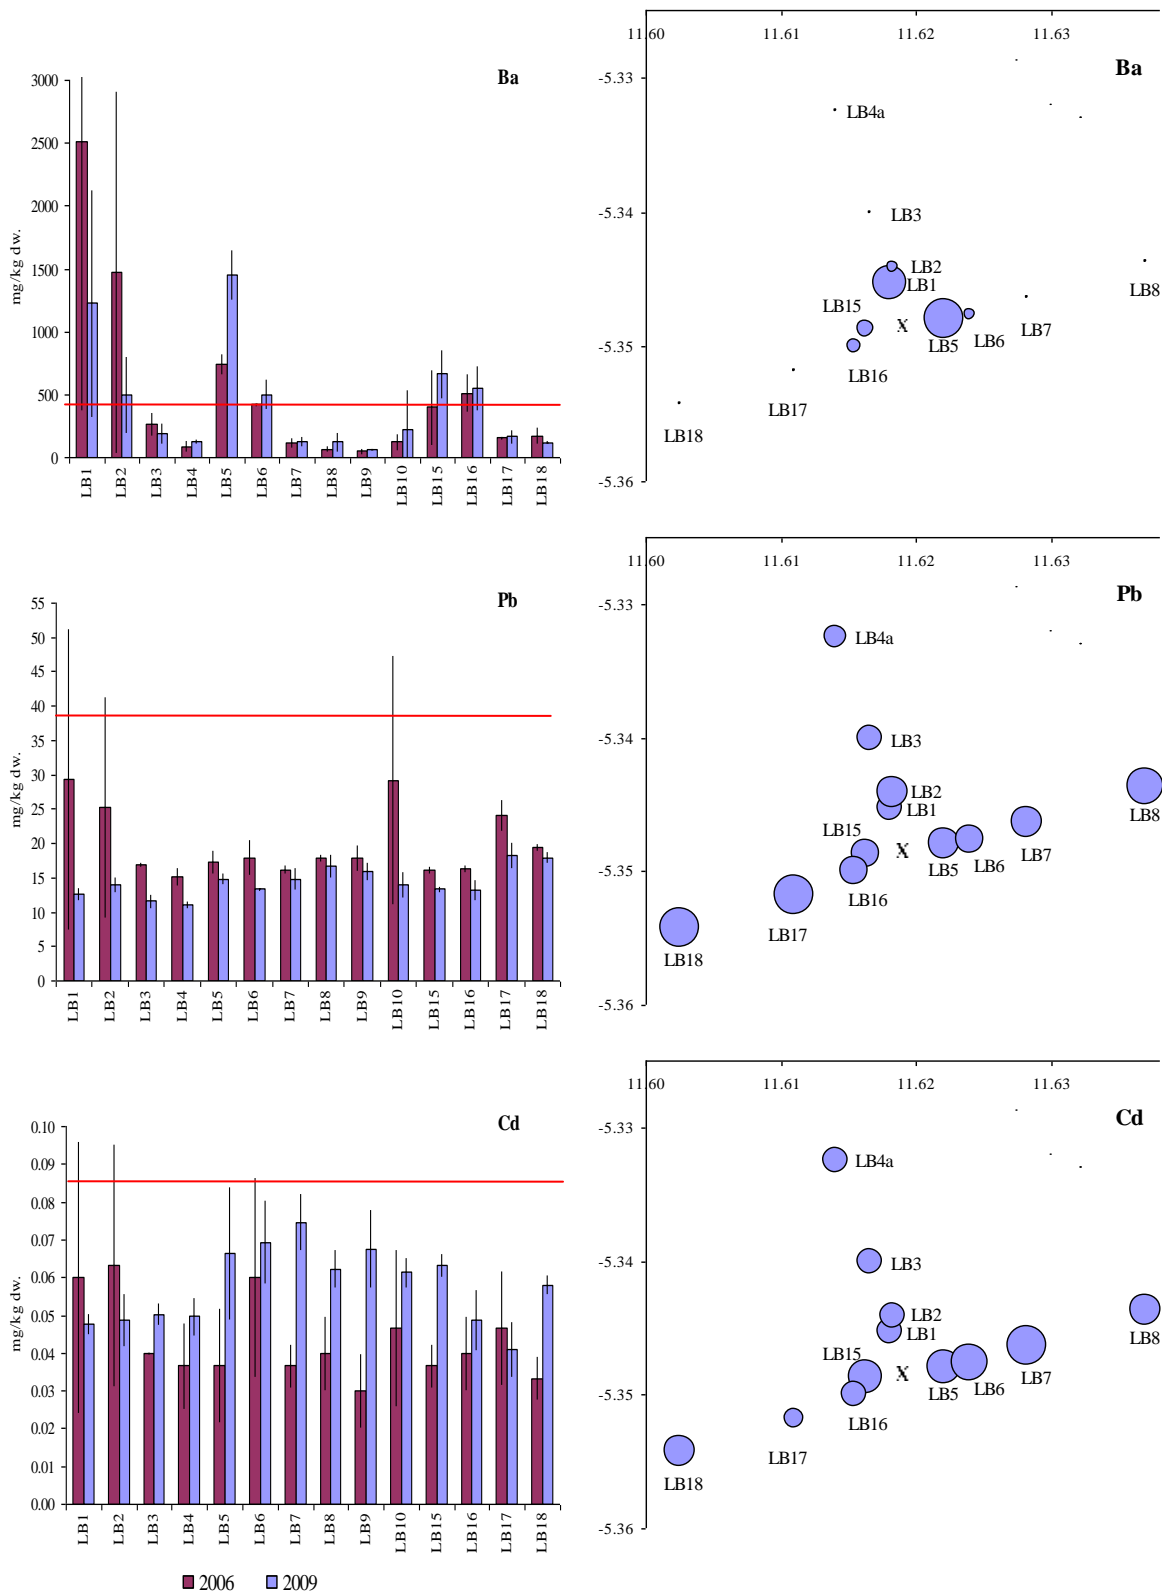 Ba
3000
2500
2000
1500
1000
500
0
mg/kg dw.
LB1 LB2 LB3 LB4 LB5 LB6 LB7 LB8 LB9 LB10 LB15 LB16 LB17 LB18
11.60 11.61 11.62 11.63
Ba
-5.33
-5.34
-5.35
-5.36
LB4a
LB3
LB2
LB1
LB8
LB15
X
LB7
LB5
LB6
LB16
LB17
LB18
Pb
55
50
45
40
35
30
25
20
15
10
5
0
mg/kg dw.
LB1 LB2 LB3 LB4 LB5 LB6 LB7 LB8 LB9 LB10 LB15 LB16 LB17 LB18
11.60 11.61 11.62 11.63
Pb
-5.33
-5.34
-5.35
-5.36
LB4a
LB3
LB2
LB1
LB8
LB15
X
LB7
LB5
LB6
LB16
LB17
LB18
Cd
0.10
0.09
0.08
0.07
0.06
0.05
0.04
0.03
0.02
0.01
0.00
mg/kg dw.
LB1 LB2 LB3 LB4 LB5 LB6 LB7 LB8 LB9 LB10 LB15 LB16 LB17 LB18
2006 2009
11.60 11.61 11.62 11.63
Cd
-5.33
-5.34
-5.35
-5.36
LB4a
LB3
LB2
LB1
LB8
LB15
X
LB7
LB5
LB6
LB16
LB17
LB18